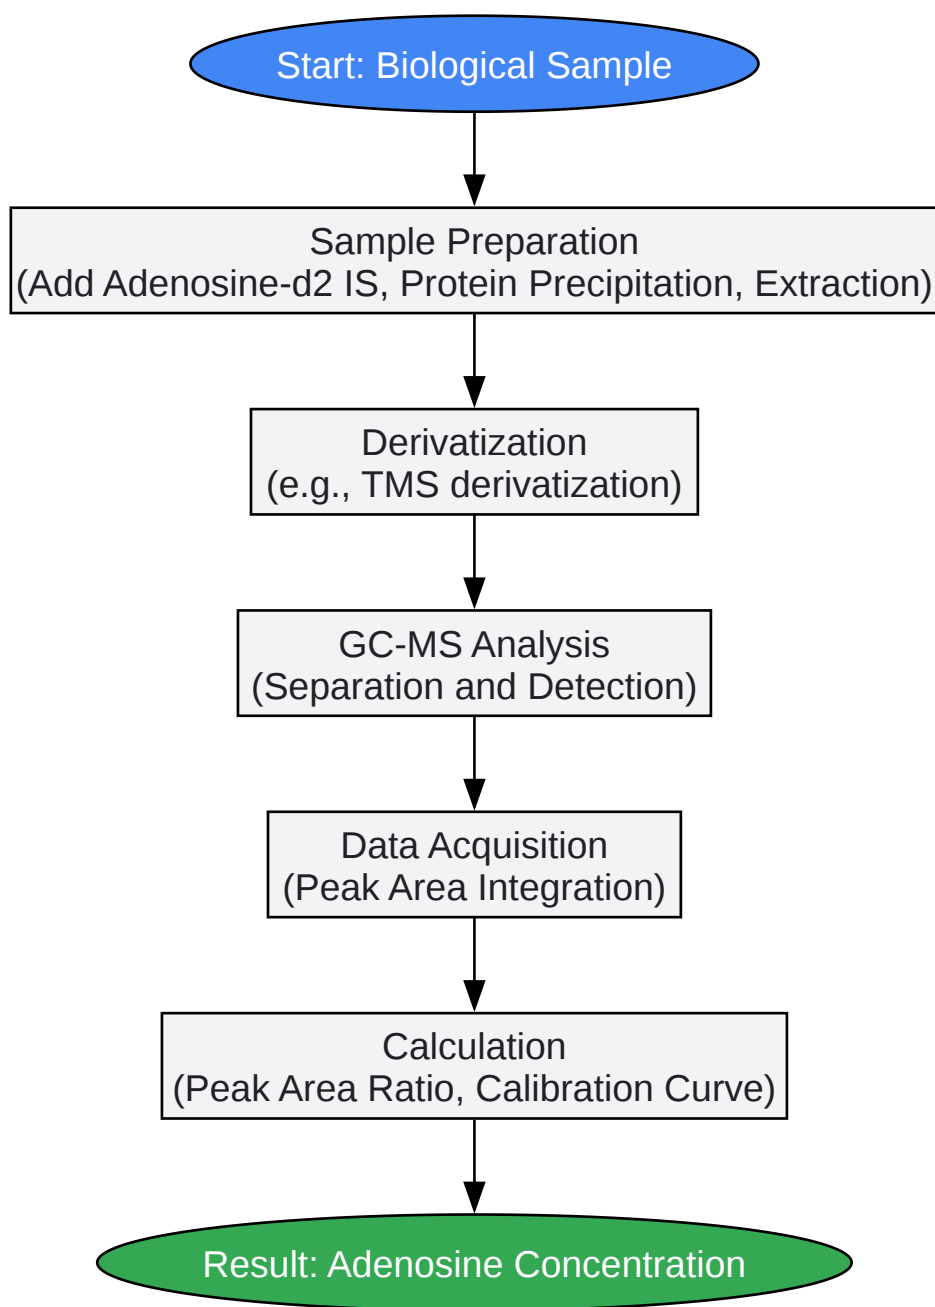 Start: Biological Sample
Sample Preparation
(Add Adenosine-d2 IS, Protein Precipitation, Extraction)
Derivatization
(e.g., TMS derivatization)
GC-MS Analysis
(Separation and Detection)
Data Acquisition
(Peak Area Integration)
Calculation
(Peak Area Ratio, Calibration Curve)
Result: Adenosine Concentration